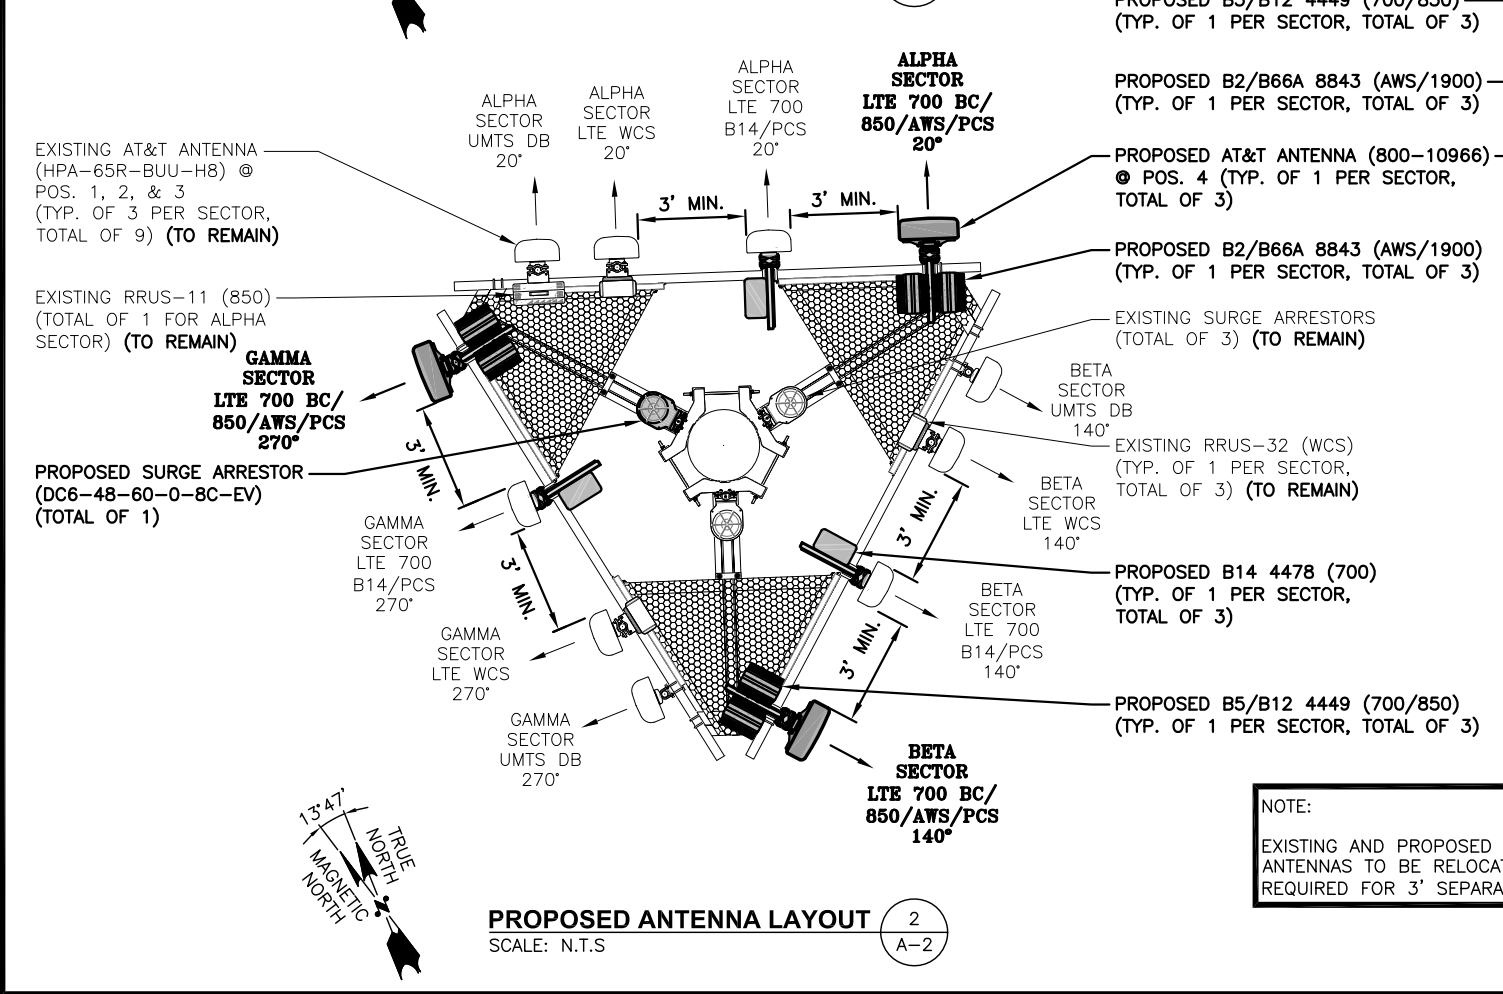 PROPOSED B5/B12 4449 (700/850)
(TYP. OF 1 PER SECTOR, TOTAL OF 3)
PROPOSED B2/B66A 8843 (AWS/1900)
(TYP. OF 1 PER SECTOR, TOTAL OF 3)
PROPOSED AT&T ANTENNA (800-10966)
@ POS. 4 (TYP. OF 1 PER SECTOR,
TOTAL OF 3)
PROPOSED B2/B66A 8843 (AWS/1900)
(TYP. OF 1 PER SECTOR, TOTAL OF 3)
EXISTING SURGE ARRESTORS
(TOTAL OF 3) (TO REMAIN)
EXISTING RRUS-32 (WCS)
(TYP. OF 1 PER SECTOR,
TOTAL OF 3) (TO REMAIN)
PROPOSED B14 4478 (700)
(TYP. OF 1 PER SECTOR,
TOTAL OF 3)
PROPOSED B5/B12 4449 (700/850)
(TYP. OF 1 PER SECTOR, TOTAL OF 3)
EXISTING AT&T ANTENNA
(HPA-65R-BUU-H8) @
POS. 1, 2, & 3
(TYP. OF 3 PER SECTOR,
TOTAL OF 9) (TO REMAIN)
EXISTING RRUS-11 (850)
(TOTAL OF 1 FOR ALPHA
SECTOR) (TO REMAIN)
PROPOSED SURGE ARRESTOR
(DC6-48-60-0-8C-EV)
(TOTAL OF 1)
ALPHA
SECTOR
UMTS DB
20°
ALPHA
SECTOR
LTE WCS
20°
ALPHA
SECTOR
LTE 700
B14/PCS
20°
ALPHA
SECTOR
LTE 700 BC/
850/AWS/PCS
20°
3' MIN.
3' MIN.
BETA
SECTOR
UMTS DB
140°
BETA
SECTOR
LTE WCS
140°
3' MIN.
BETA
SECTOR
LTE 700
B14/PCS
140°
3' MIN.
BETA
SECTOR
LTE 700 BC/
850/AWS/PCS
140°
GAMMA
SECTOR
LTE 700 BC/
850/AWS/PCS
270°
3' MIN.
GAMMA
SECTOR
LTE 700
B14/PCS
270°
3' MIN.
GAMMA
SECTOR
LTE WCS
270°
GAMMA
SECTOR
UMTS DB
270°
13°47'
TRUE
NORTH
MAGNETIC
NORTH
N
PROPOSED ANTENNA LAYOUT
SCALE: N.T.S
2
A-2
NOTE:
EXISTING AND PROPOSED
ANTENNAS TO BE RELOCAT
REQUIRED FOR 3' SEPARA